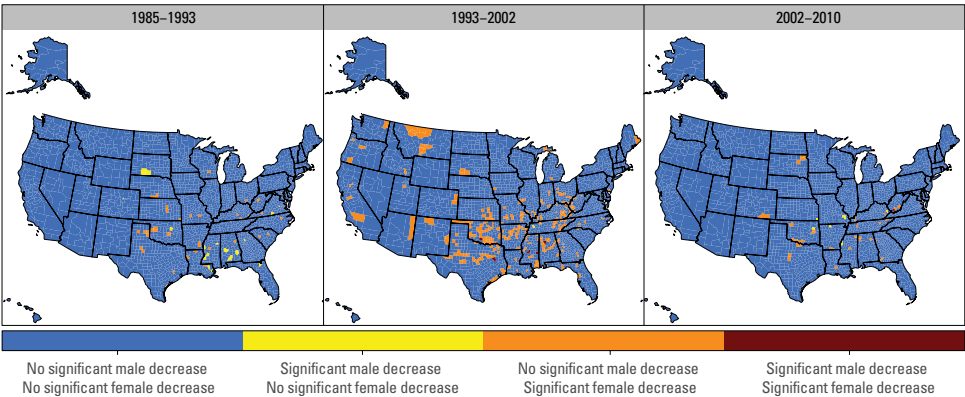 1985–1993
1993–2002
2002–2010
No significant male decrease
No significant female decrease
Significant male decrease
No significant female decrease
No significant male decrease
Significant female decrease
Significant male decrease
Significant female decrease